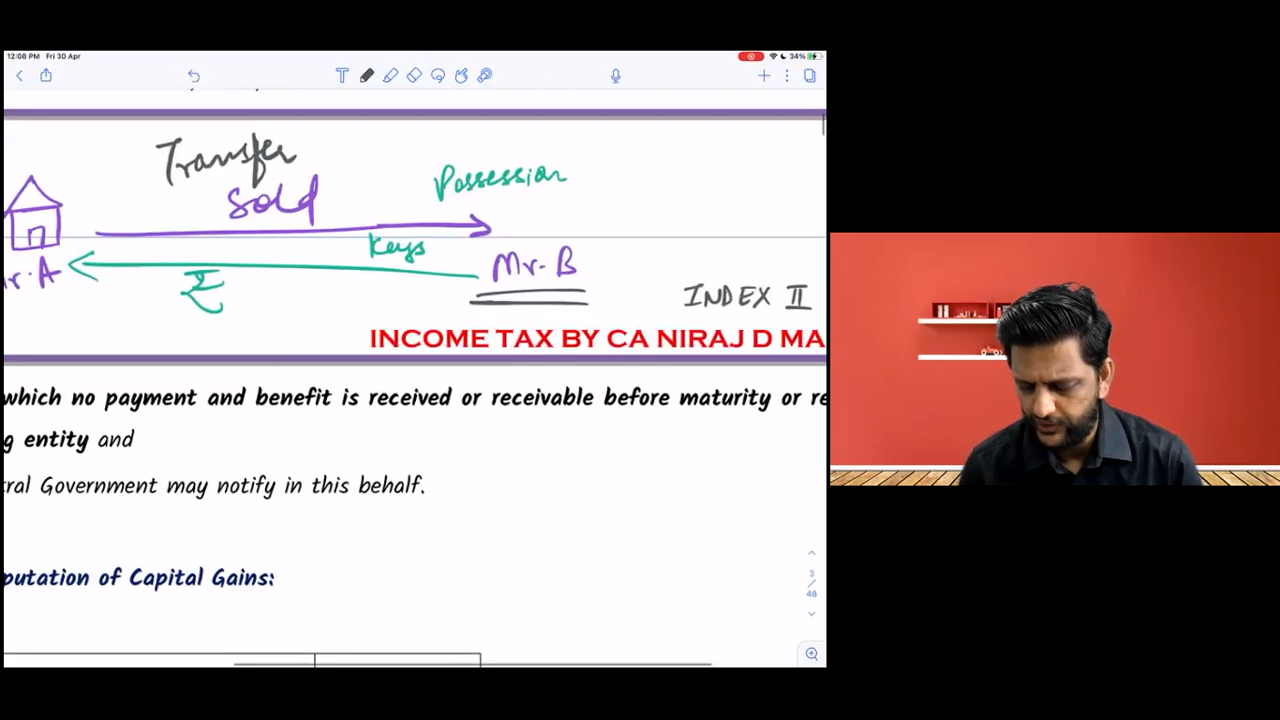 12:08 PM Fri 30 Apr
34%
Transfer
Sold
Possession
Keys
r. A
₹
Mr. B
INDEX II
INCOME TAX BY CA NIRAJ D MA
which no payment and benefit is received or receivable before maturity or re
g entity and
tral Government may notify in this behalf.
putation of Capital Gains:
3
/
48